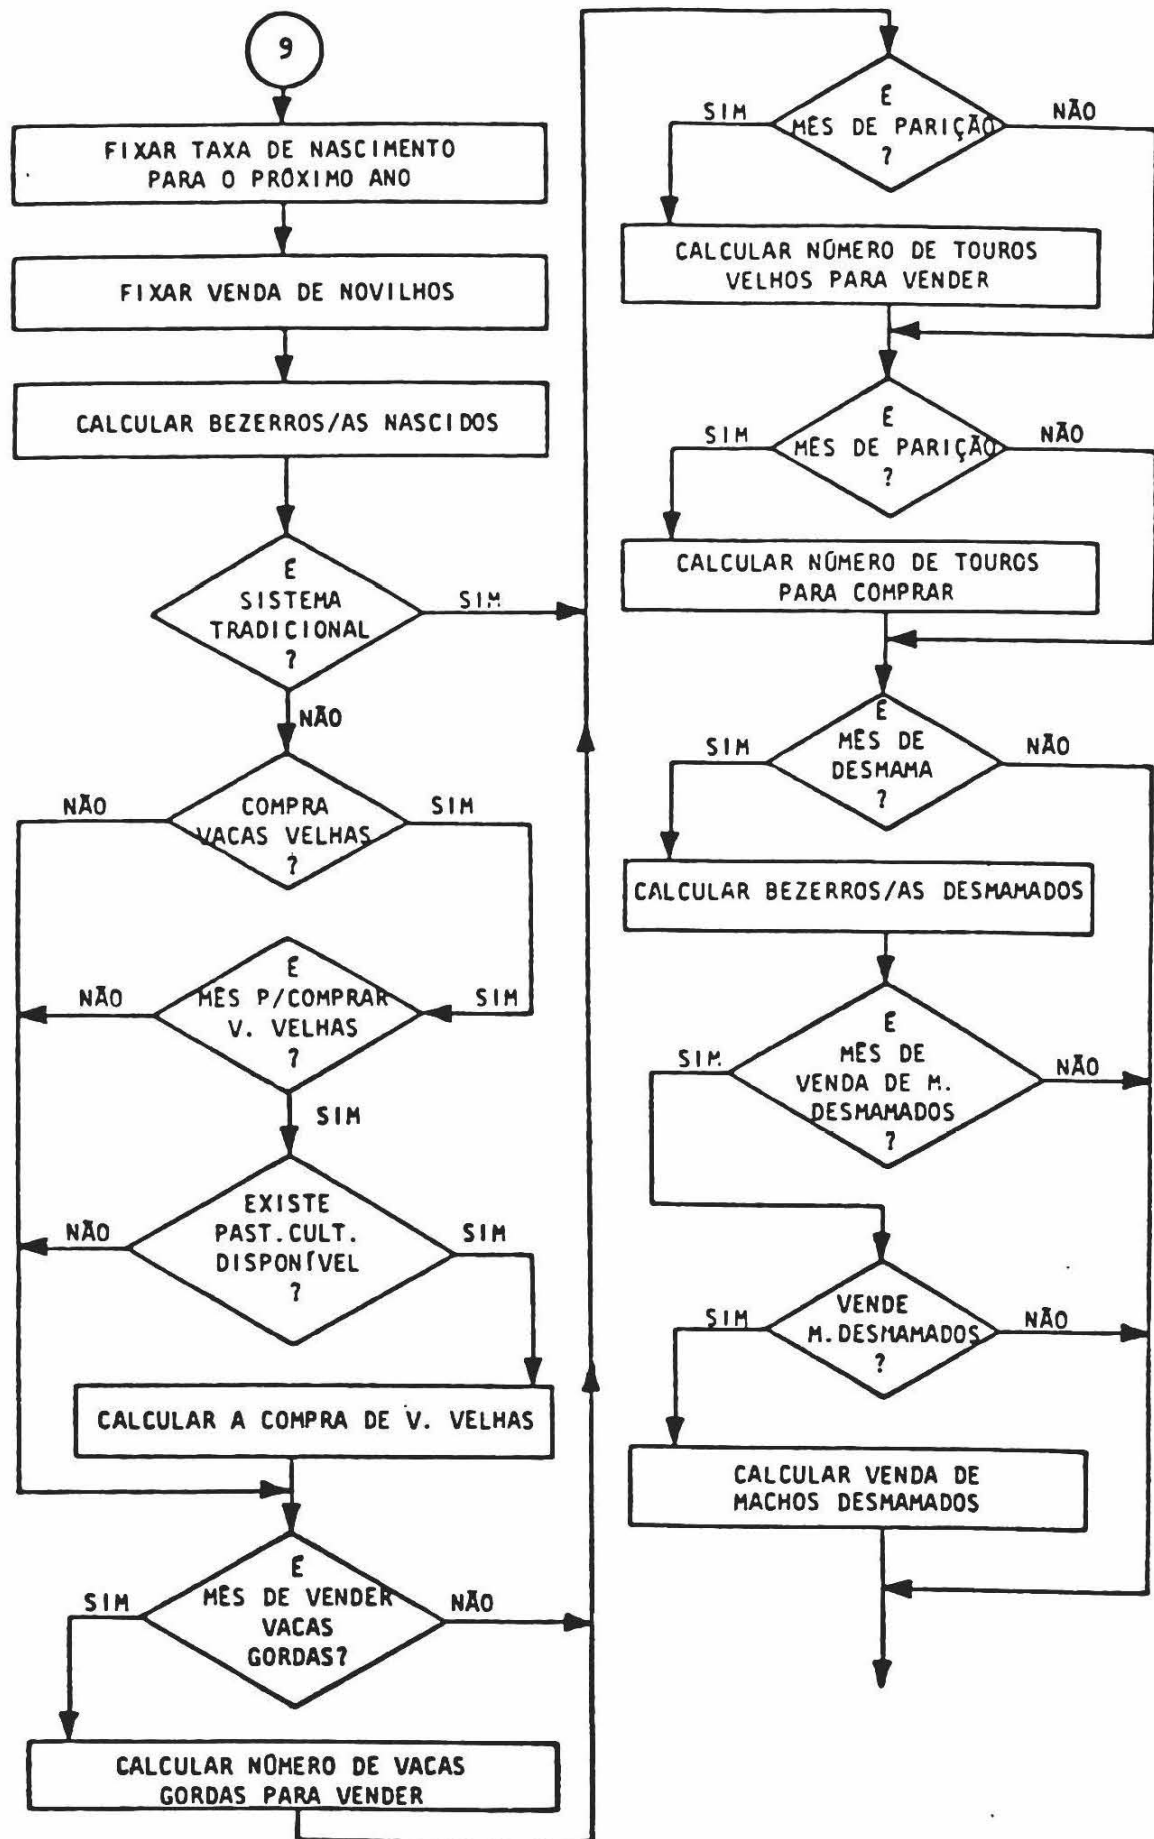 9
FIXAR TAXA DE NASCIMENTO
PARA O PRÓXIMO ANO
FIXAR VENDA DE NOVILHOS
CALCULAR BEZERROS/AS NASCIDOS
E
SISTEMA
TRADICIONAL
?
SIM
NÃO
COMPRA
VACAS VELHAS
?
NÃO
SIM
E
MÊS P/COMPRAR
V. VELHAS
?
NÃO
SIM
SIM
EXISTE
PAST.CULT.
DISPONÍVEL
?
NÃO
SIM
CALCULAR A COMPRA DE V. VELHAS
E
MÊS DE VENDER
VACAS
GORDAS?
SIM
NÃO
CALCULAR NÚMERO DE VACAS
GORDAS PARA VENDER
E
MÊS DE PARIÇÃO
?
SIM
NÃO
CALCULAR NÚMERO DE TOUROS
VELHOS PARA VENDER
E
MÊS DE PARIÇÃO
?
SIM
NÃO
CALCULAR NÚMERO DE TOUROS
PARA COMPRAR
E
MÊS DE
DESMAMA
?
SIM
NÃO
CALCULAR BEZERROS/AS DESMAMADOS
E
MÊS DE
VENDA DE M.
DESMAMADOS
?
SIM
NÃO
VENDE
M.DESMAMADOS
?
SIM
NÃO
CALCULAR VENDA DE
MACHOS DESMAMADOS